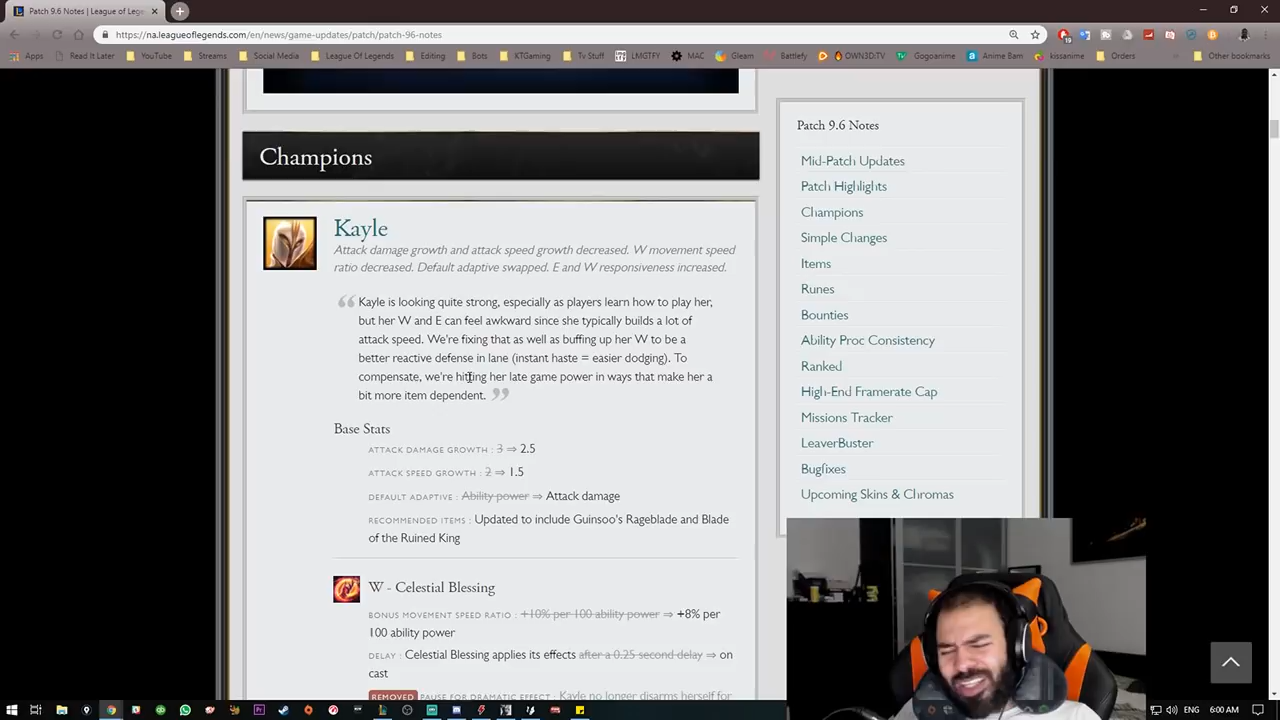 Patch 9.6 Notes | League of Lege
https://na.leagueoflegends.com/en/news/game-updates/patch/patch-96-notes
19
Apps Read It Later YouTube Streams Social Media League Of Legends Editing Bots KTGaming Tv Stuff LMGTFY MAC Gleam Battlefy OWN3D:TV Gogoanime Anime Bam kissanime Orders Other bookmarks
Champions
Kayle
Attack damage growth and attack speed growth decreased. W movement speed
ratio decreased. Default adaptive swapped. E and W responsiveness increased.
Kayle is looking quite strong, especially as players learn how to play her,
but her W and E can feel awkward since she typically builds a lot of
attack speed. We're fixing that as well as buffing up her W to be a
better reactive defense in lane (instant haste = easier dodging). To
compensate, we're hitting her late game power in ways that make her a
bit more item dependent.
Base Stats
ATTACK DAMAGE GROWTH : 3 ⇒ 2.5
ATTACK SPEED GROWTH : 2 ⇒ 1.5
DEFAULT ADAPTIVE : Ability power ⇒ Attack damage
RECOMMENDED ITEMS : Updated to include Guinsoo's Rageblade and Blade
of the Ruined King
W - Celestial Blessing
BONUS MOVEMENT SPEED RATIO : +10% per 100 ability power ⇒ +8% per
100 ability power
DELAY : Celestial Blessing applies its effects after a 0.25 second delay ⇒ on
cast
REMOVED PAUSE FOR DRAMATIC EFFECT : Kayle no longer disarms herself for
Patch 9.6 Notes
Mid-Patch Updates
Patch Highlights
Champions
Simple Changes
Items
Runes
Bounties
Ability Proc Consistency
Ranked
High-End Framerate Cap
Missions Tracker
LeaverBuster
Bugfixes
Upcoming Skins & Chromas
6:00 AM